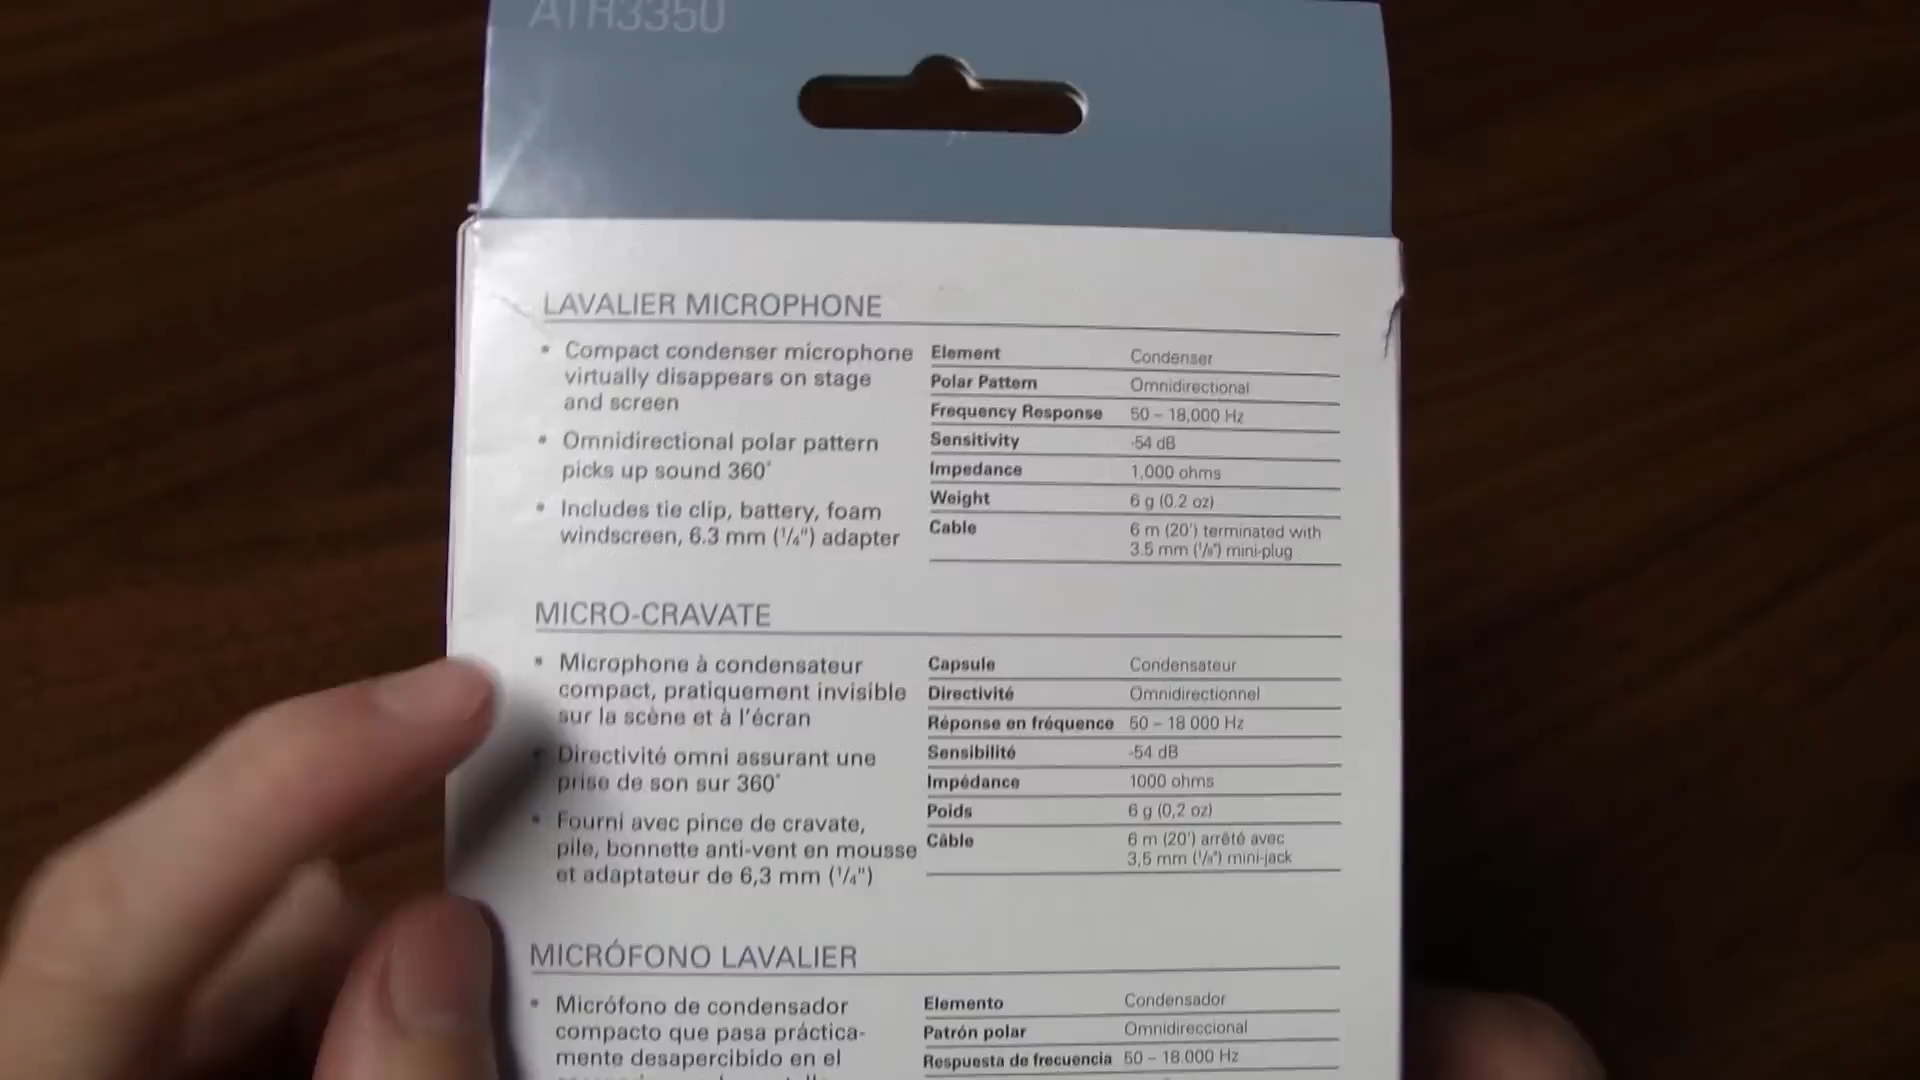 ATR3350
LAVALIER MICROPHONE
• Compact condenser microphone
virtually disappears on stage
and screen
• Omnidirectional polar pattern
picks up sound 360°
• Includes tie clip, battery, foam
windscreen, 6.3 mm (1/4") adapter
Element Condenser
Polar Pattern Omnidirectional
Frequency Response 50 – 18,000 Hz
Sensitivity -54 dB
Impedance 1,000 ohms
Weight 6 g (0.2 oz)
Cable 6 m (20') terminated with
3.5 mm (1/8") mini-plug
MICRO-CRAVATE
• Microphone à condensateur
compact, pratiquement invisible
sur la scène et à l'écran
• Directivité omni assurant une
prise de son sur 360°
• Fourni avec pince de cravate,
pile, bonnette anti-vent en mousse
et adaptateur de 6,3 mm (1/4")
Capsule Condensateur
Directivité Omnidirectionnel
Réponse en fréquence 50 – 18 000 Hz
Sensibilité -54 dB
Impédance 1000 ohms
Poids 6 g (0,2 oz)
Câble 6 m (20') arrêté avec
3,5 mm (1/8") mini-jack
MICRÓFONO LAVALIER
• Micrófono de condensador
compacto que pasa práctica-
mente desapercibido en el
Elemento Condensador
Patrón polar Omnidireccional
Respuesta de frecuencia 50 – 18.000 Hz